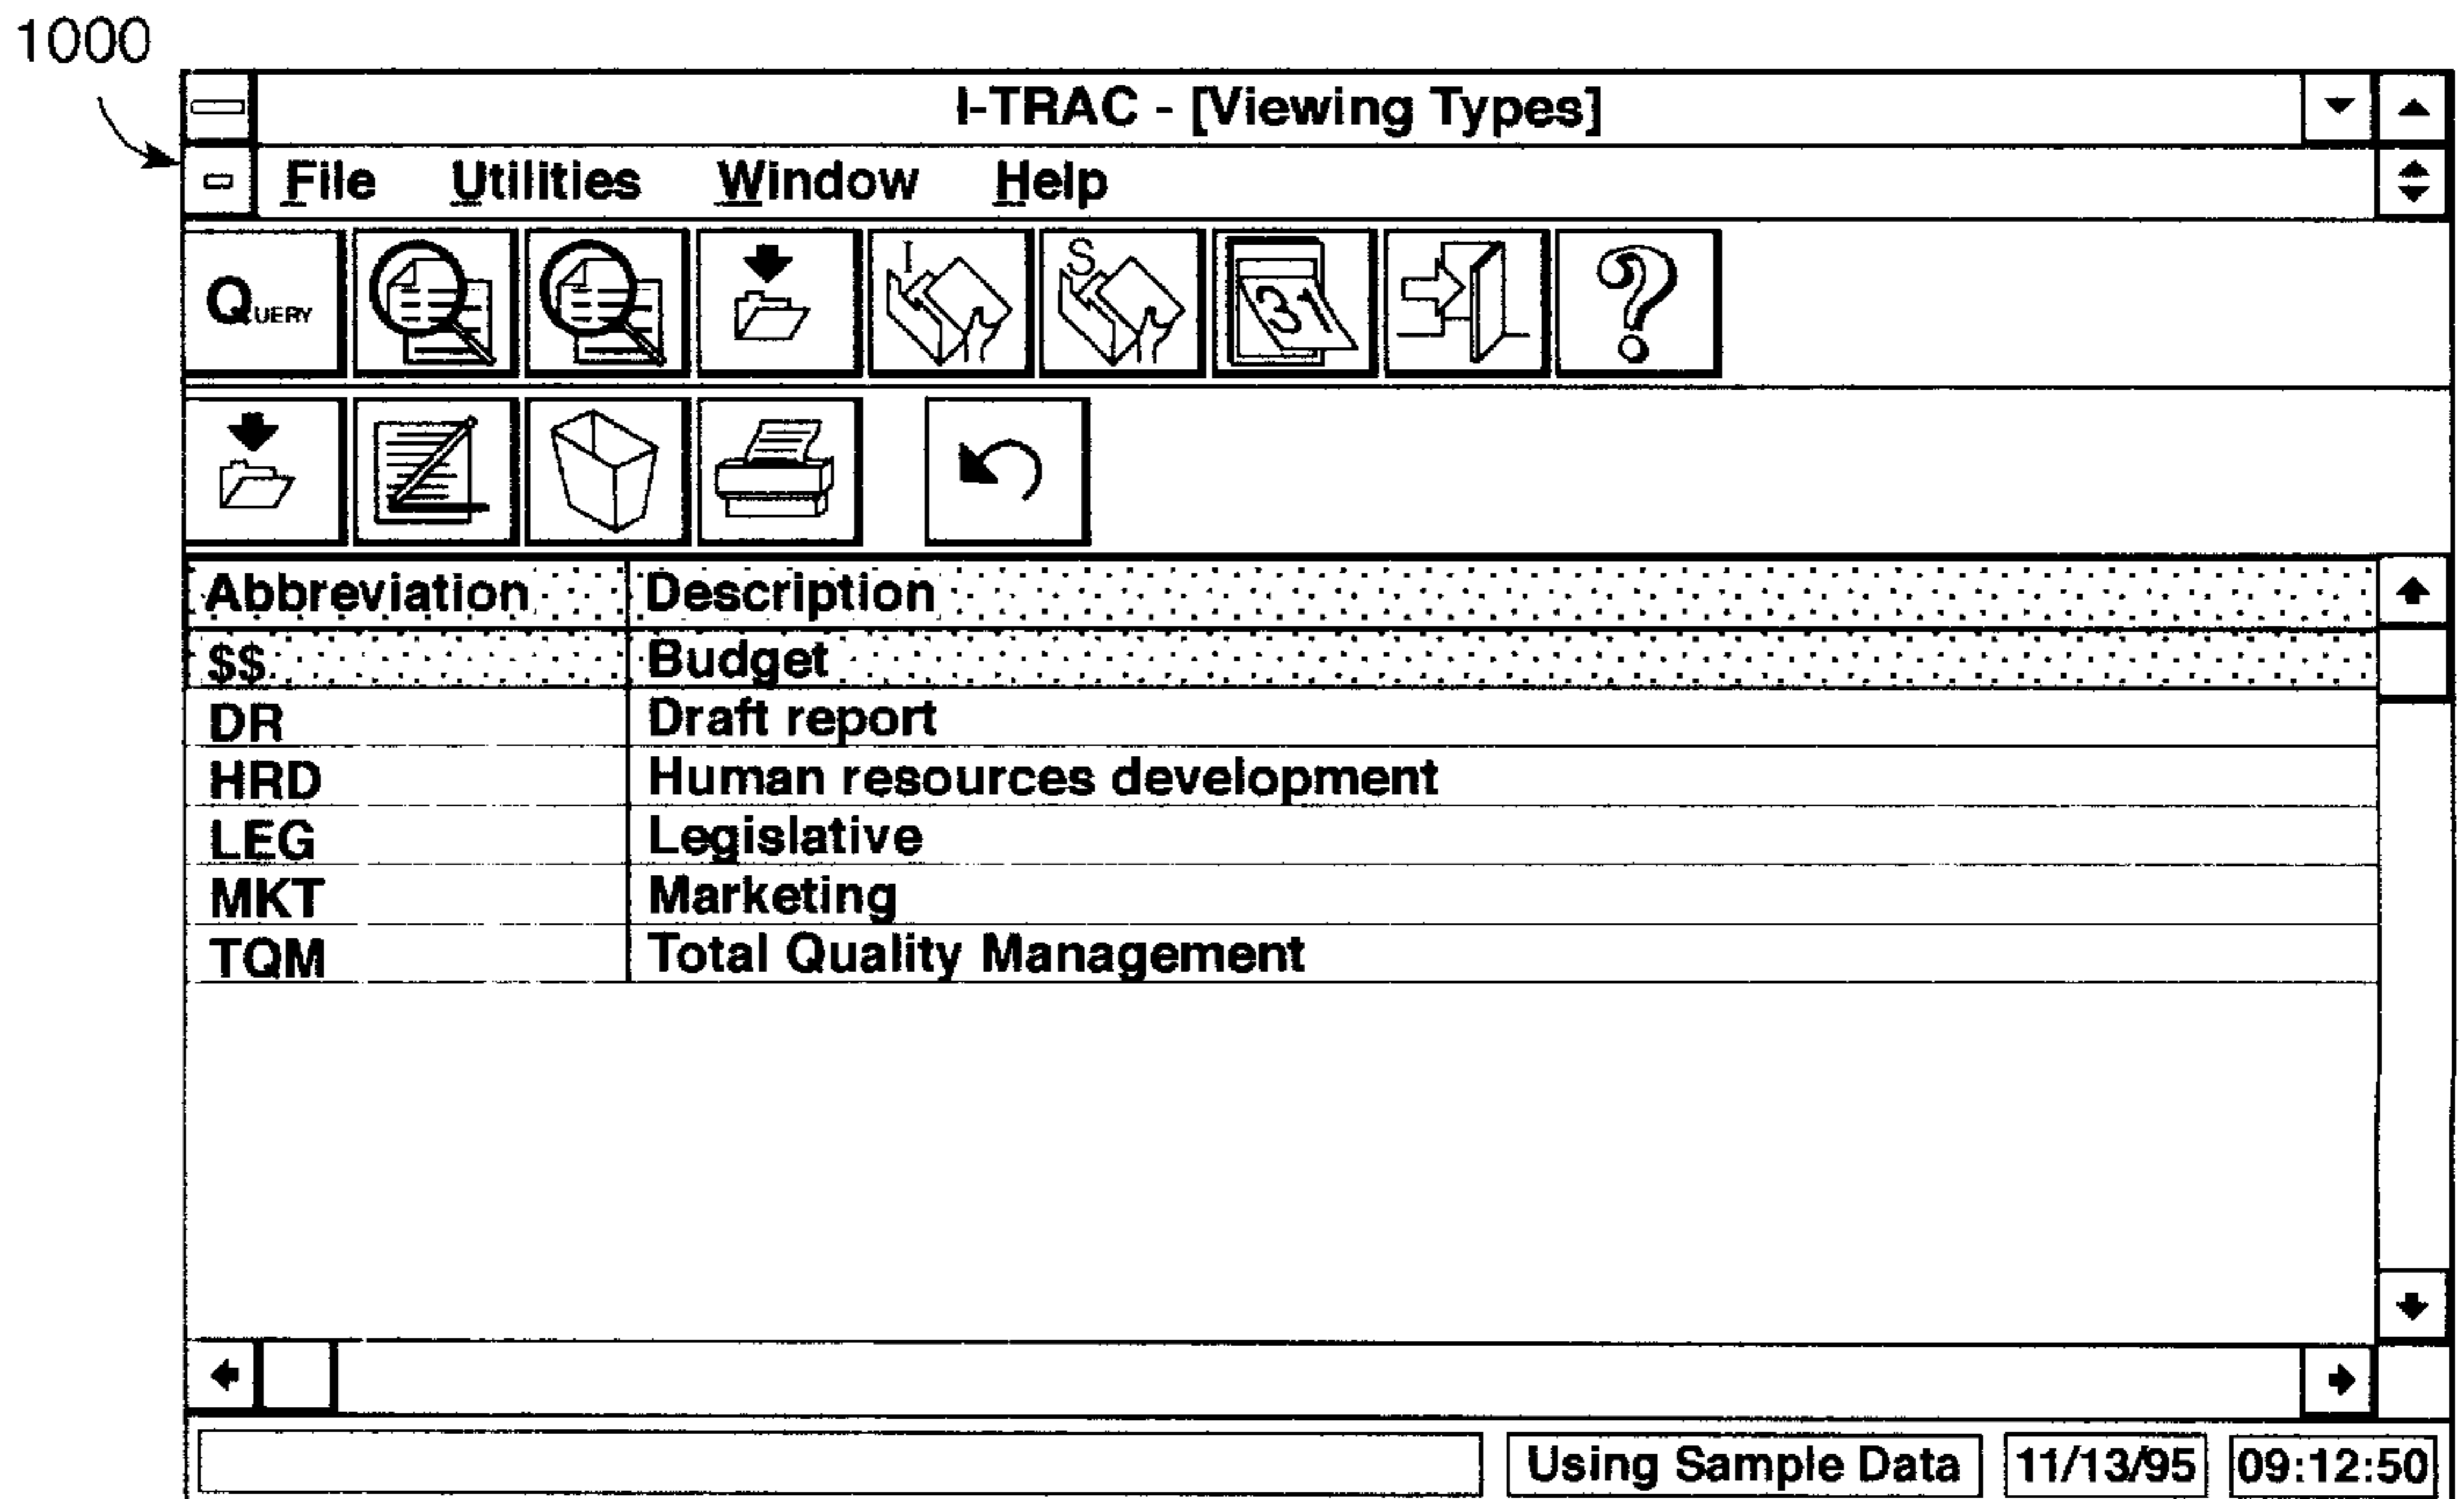 1000
I-TRAC - [Viewing Types]
File Utilities Window Help
QUERY I S 31 ?
Abbreviation Description
$$ Budget
DR Draft report
HRD Human resources development
LEG Legislative
MKT Marketing
TQM Total Quality Management
Using Sample Data 11/13/95 09:12:50